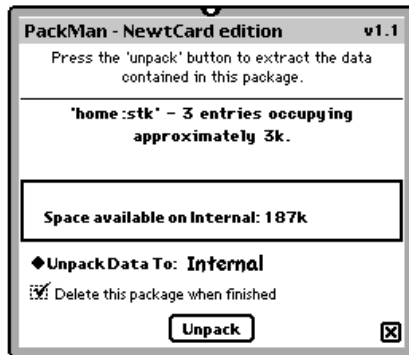 PackMan - NewtCard edition v1.1
Press the 'unpack' button to extract the data
contained in this package.
'home:stk' - 3 entries occupying
approximately 3k.
Space available on Internal: 187k
◆Unpack Data To: Internal
Delete this package when finished
Unpack